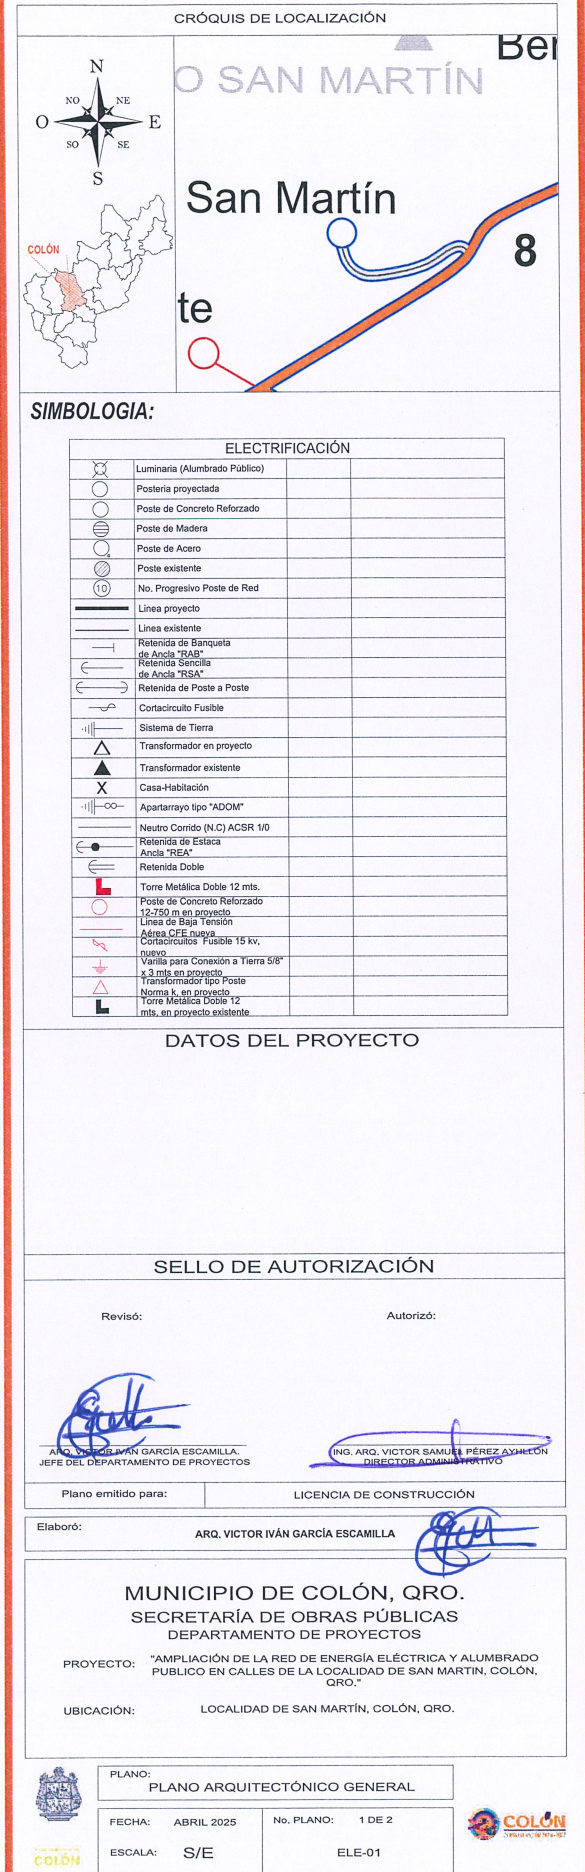 CRÓQUIS DE LOCALIZACIÓN
N
NO NE
O E
SO SE
S
COLÓN
Ber
O SAN MARTÍN
San Martín
8
te
SIMBOLOGIA:
ELECTRIFICACIÓN
Luminaria (Alumbrado Público)
Posteria proyectada
Poste de Concreto Reforzado
Poste de Madera
Poste de Acero
Poste existente
10 No. Progresivo Poste de Red
Linea proyecto
Linea existente
Retenida de Banqueta
de Ancla "RAB"
Retenida Sencilla
de Ancla "RSA"
Retenida de Poste a Poste
Cortacircuito Fusible
Sistema de Tierra
Transformador en proyecto
Transformador existente
X Casa-Habitación
Apartarrayo tipo "ADOM"
Neutro Corrido (N.C) ACSR 1/0
Retenida de Estaca
Ancla "REA"
Retenida Doble
Torre Metálica Doble 12 mts.
Poste de Concreto Reforzado
12-750 m en proyecto
Linea de Baja Tensión
Aérea CFE nueva
Cortacircuitos Fusible 15 kv,
nuevo
Varilla para Conexión a Tierra 5/8"
x 3 mts en proyecto
Transformador tipo Poste
Norma k, en proyecto
Torre Metálica Doble 12
mts. en proyecto existente
DATOS DEL PROYECTO
SELLO DE AUTORIZACIÓN
Revisó: Autorizó:
ARQ. VICTOR IVÁN GARCÍA ESCAMILLA. ING. ARQ. VICTOR SAMUEL PÉREZ AYHLLÓN
JEFE DEL DEPARTAMENTO DE PROYECTOS DIRECTOR ADMINISTRATIVO
Plano emitido para: LICENCIA DE CONSTRUCCIÓN
Elaboró: ARQ. VICTOR IVÁN GARCÍA ESCAMILLA
MUNICIPIO DE COLÓN, QRO.
SECRETARÍA DE OBRAS PÚBLICAS
DEPARTAMENTO DE PROYECTOS
PROYECTO: "AMPLIACIÓN DE LA RED DE ENERGÍA ELÉCTRICA Y ALUMBRADO
PUBLICO EN CALLES DE LA LOCALIDAD DE SAN MARTIN, COLÓN,
QRO."
UBICACIÓN: LOCALIDAD DE SAN MARTÍN, COLÓN, QRO.
PLANO:
PLANO ARQUITECTÓNICO GENERAL
FECHA: ABRIL 2025 No. PLANO: 1 DE 2
ESCALA: S/E ELE-01
COLÓN
COLÓN